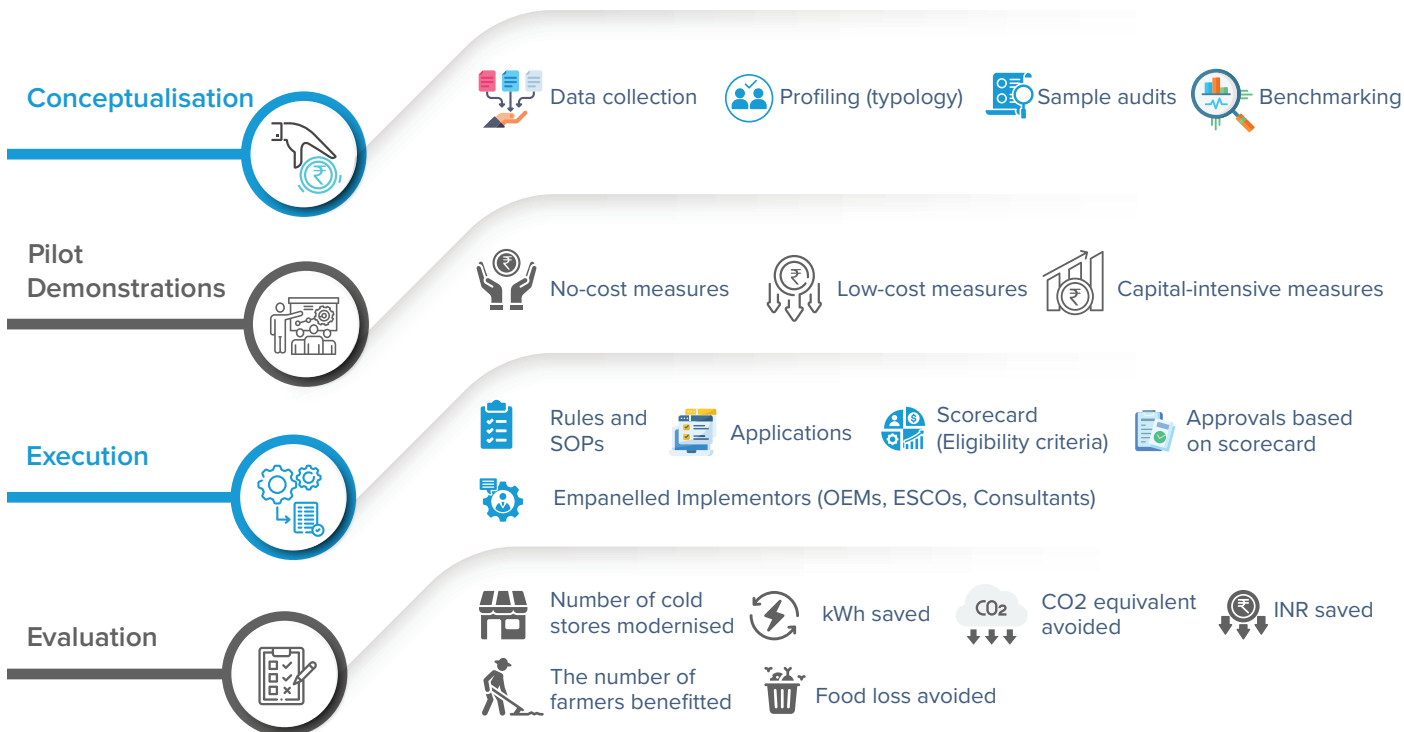 Conceptualisation
Data collection
Profiling (typology)
Sample audits
Benchmarking
Pilot
Demonstrations
No-cost measures
Low-cost measures
Capital-intensive measures
Execution
Rules and
SOPs
Applications
Scorecard
(Eligibility criteria)
Approvals based
on scorecard
Empanelled Implementors (OEMs, ESCOs, Consultants)
Evaluation
Number of cold
stores modernised
kWh saved
CO2
CO2 equivalent
avoided
INR saved
The number of
farmers benefitted
Food loss avoided